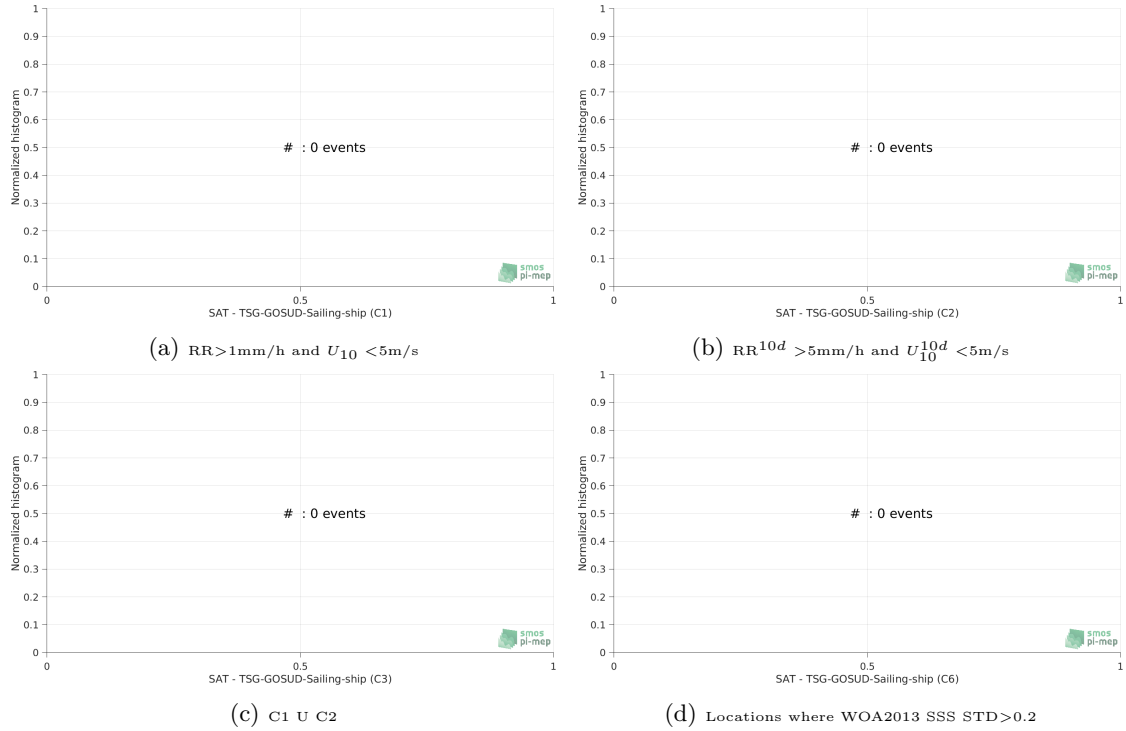 1
0.9
0.8
0.7
0.6
0.5
0.4
0.3
0.2
0.1
0
Normalized histogram
# : 0 events
smos
pi-mep
0 0.5 1
SAT - TSG-GOSUD-Sailing-ship (C1)
(a) RR>1mm/h and U10 <5m/s
1
0.9
0.8
0.7
0.6
0.5
0.4
0.3
0.2
0.1
0
Normalized histogram
# : 0 events
smos
pi-mep
0 0.5 1
SAT - TSG-GOSUD-Sailing-ship (C2)
(b) RR10d >5mm/h and U10d10 <5m/s
1
0.9
0.8
0.7
0.6
0.5
0.4
0.3
0.2
0.1
0
Normalized histogram
# : 0 events
smos
pi-mep
0 0.5 1
SAT - TSG-GOSUD-Sailing-ship (C3)
(c) C1 U C2
1
0.9
0.8
0.7
0.6
0.5
0.4
0.3
0.2
0.1
0
Normalized histogram
# : 0 events
smos
pi-mep
0 0.5 1
SAT - TSG-GOSUD-Sailing-ship (C6)
(d) Locations where WOA2013 SSS STD>0.2